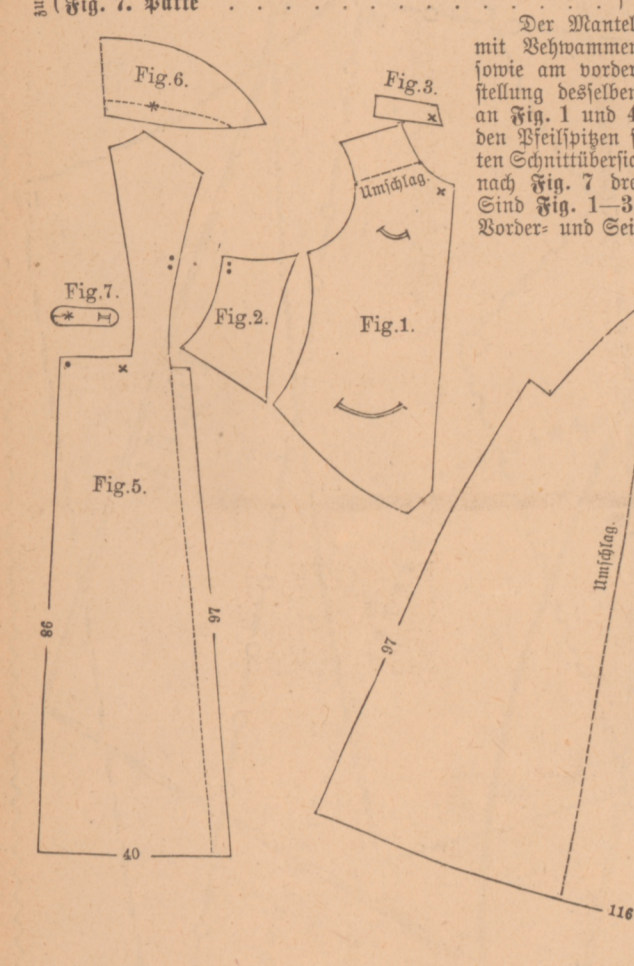 (Fig. 7. Patte . . . . . . . . . . . . . .
Der Mantel
mit Vehwammen
sowie am vorder
stellung desselben
an Fig. 1 und 4
den Pfeilspitzen
ten Schnittübersic
nach Fig. 7 dre
Sind Fig. 1—3
Vorder- und Sei
Fig.6.
Fig.3.
Umschlag.
Fig.7.
Fig.2.
Fig.1.
Fig.5.
Umschlag.
86
97
97
40
116